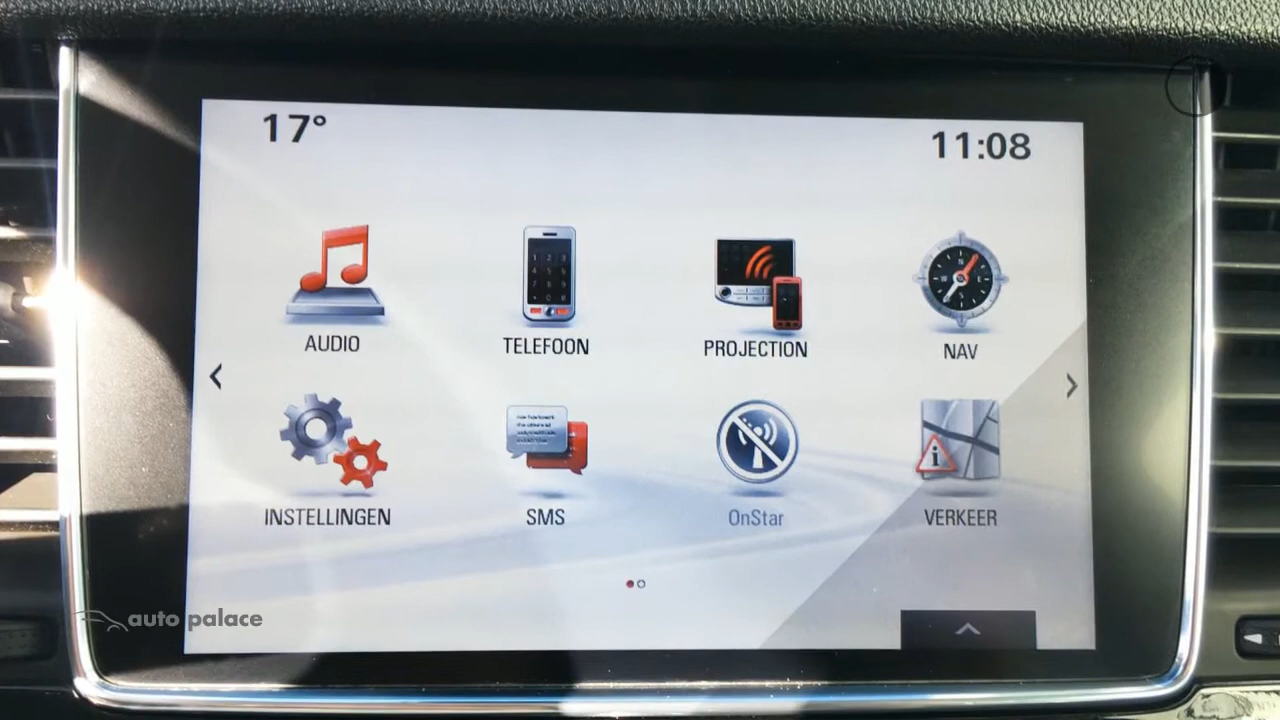 17°
11:08
AUDIO
TELEFOON
PROJECTION
NAV
INSTELLINGEN
SMS
OnStar
VERKEER
auto palace